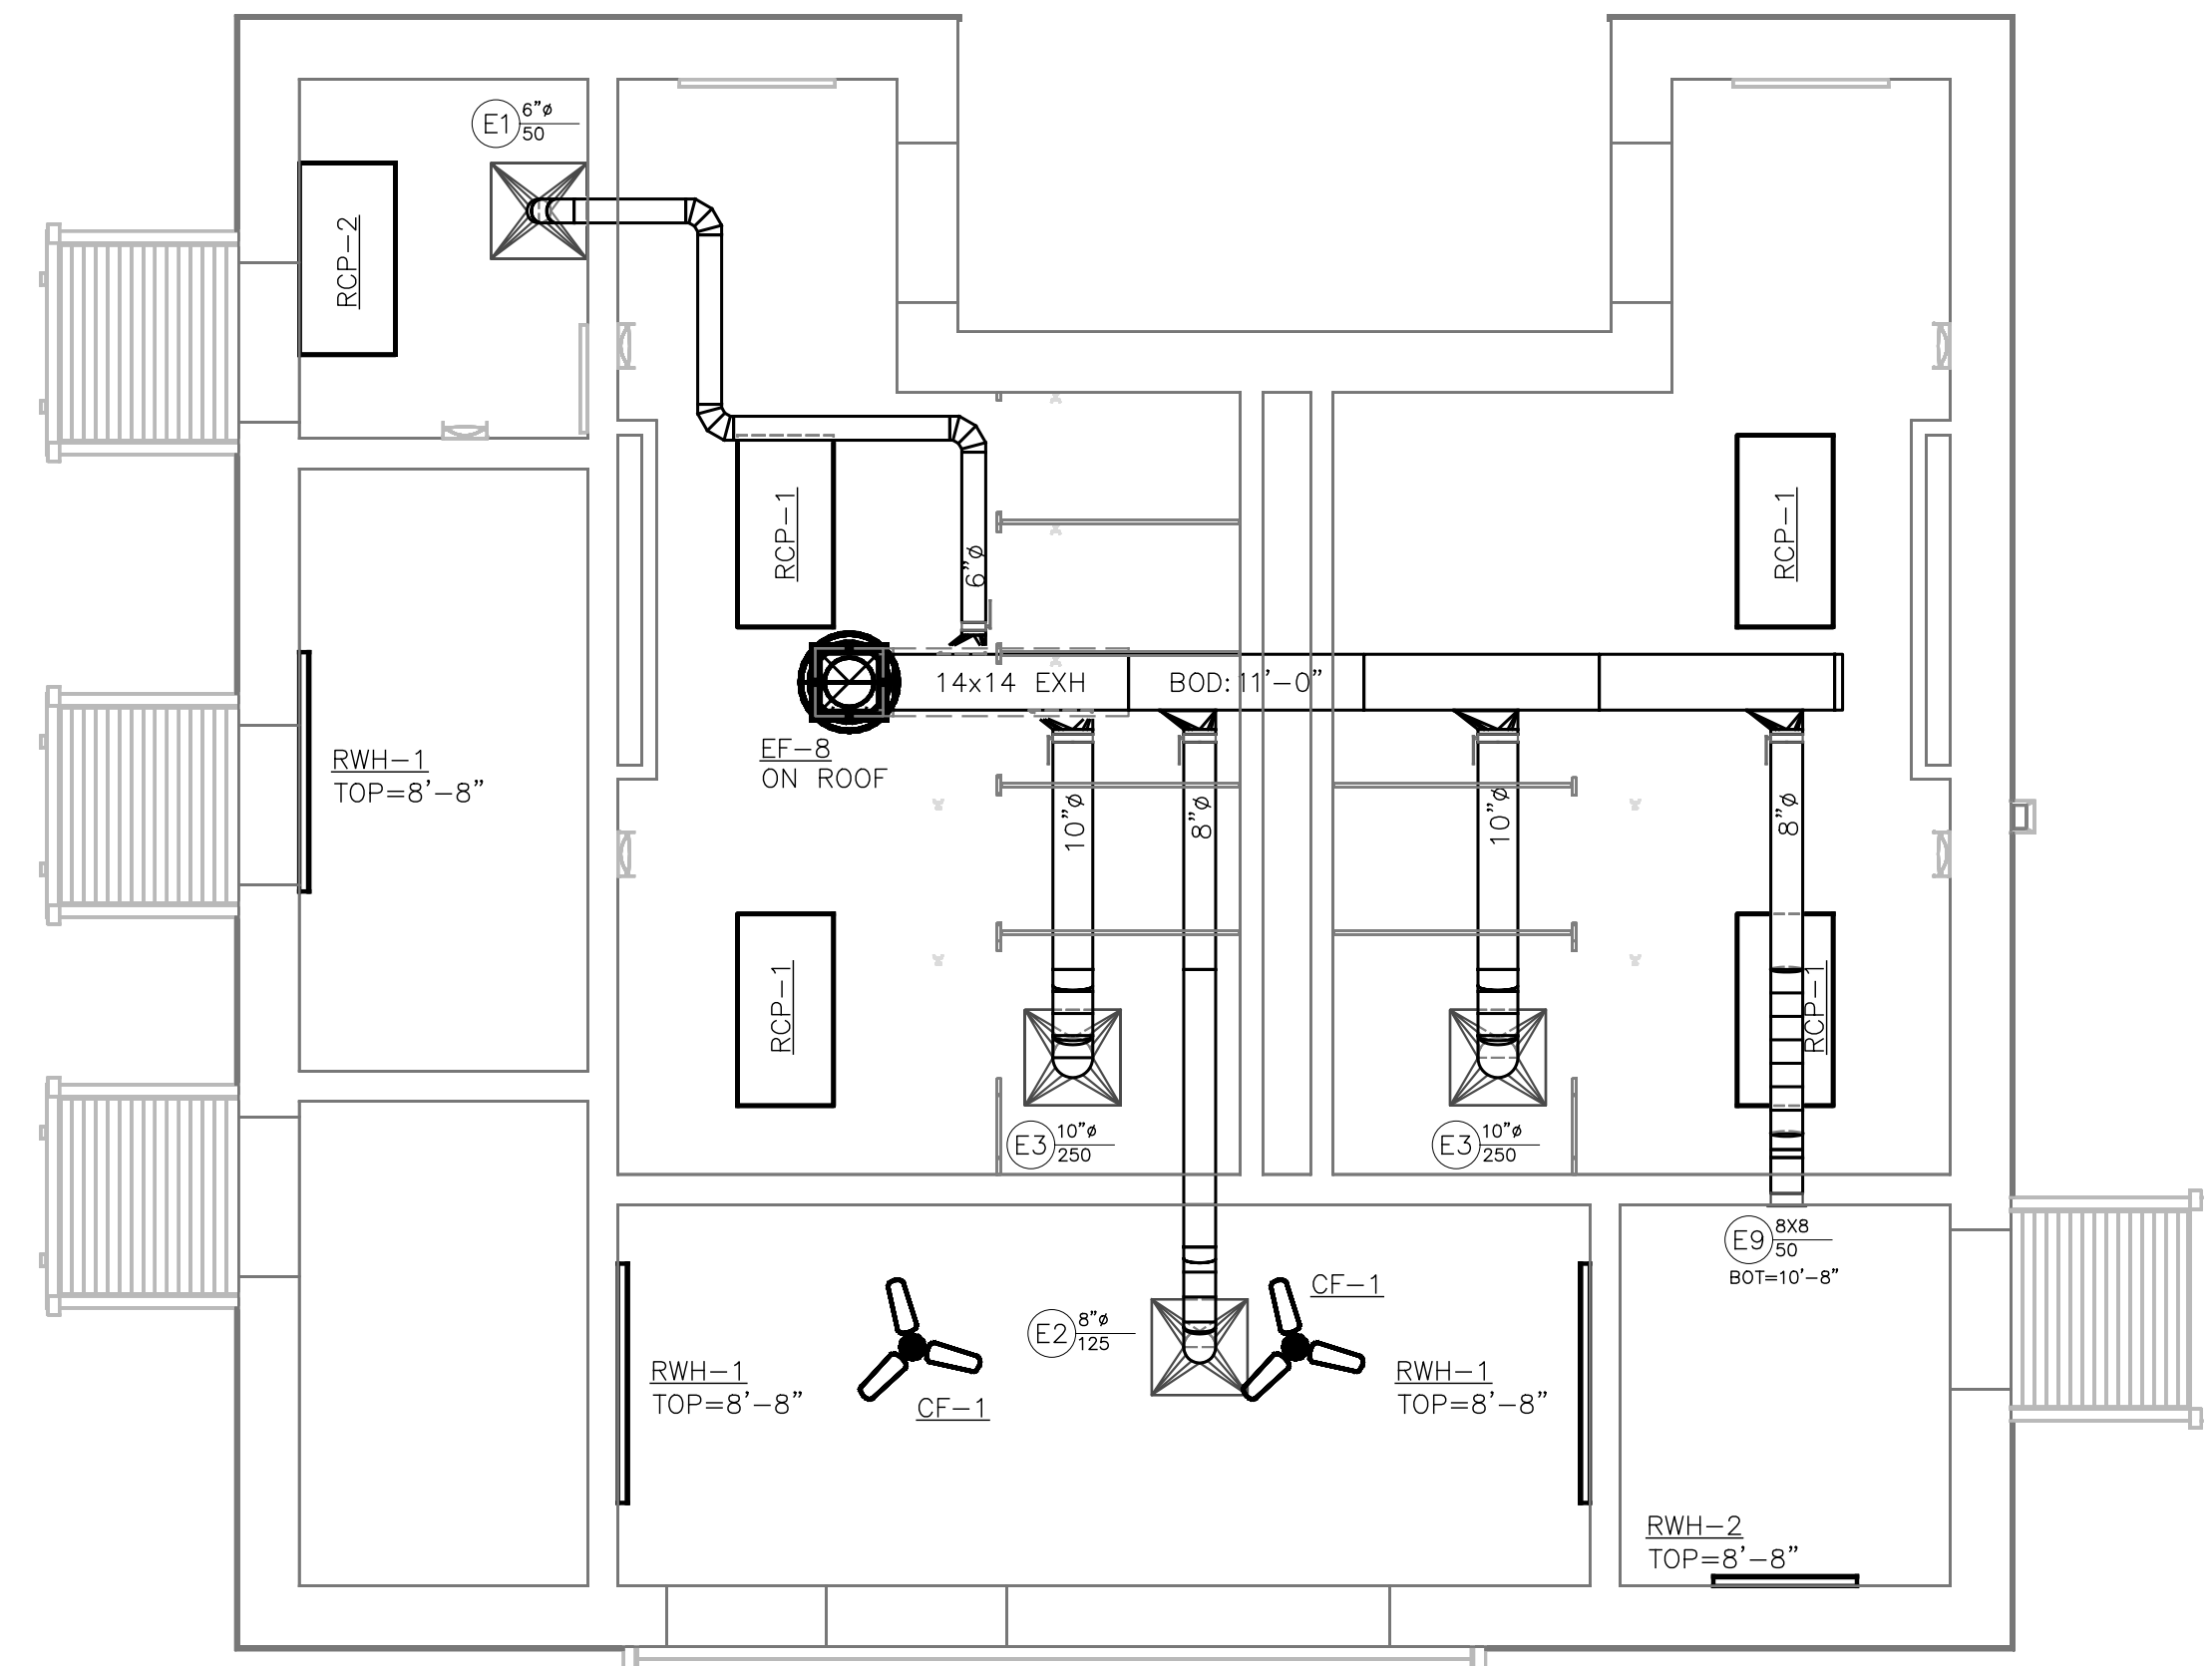 E1 6"ø
50
RCP-2
RCP-1
RCP-1
6"ø
14x14 EXH BOD: 11'-0"
EF-8
ON ROOF
RWH-1
TOP=8'-8"
10"ø
8"ø
10"ø
8"ø
RCP-1
RCP-1
E3 10"ø
250
E3 10"ø
250
E9 8X8
50
BOT=10'-8"
CF-1
E2 8"ø
125
RWH-1
TOP=8'-8"
CF-1
RWH-1
TOP=8'-8"
RWH-2
TOP=8'-8"